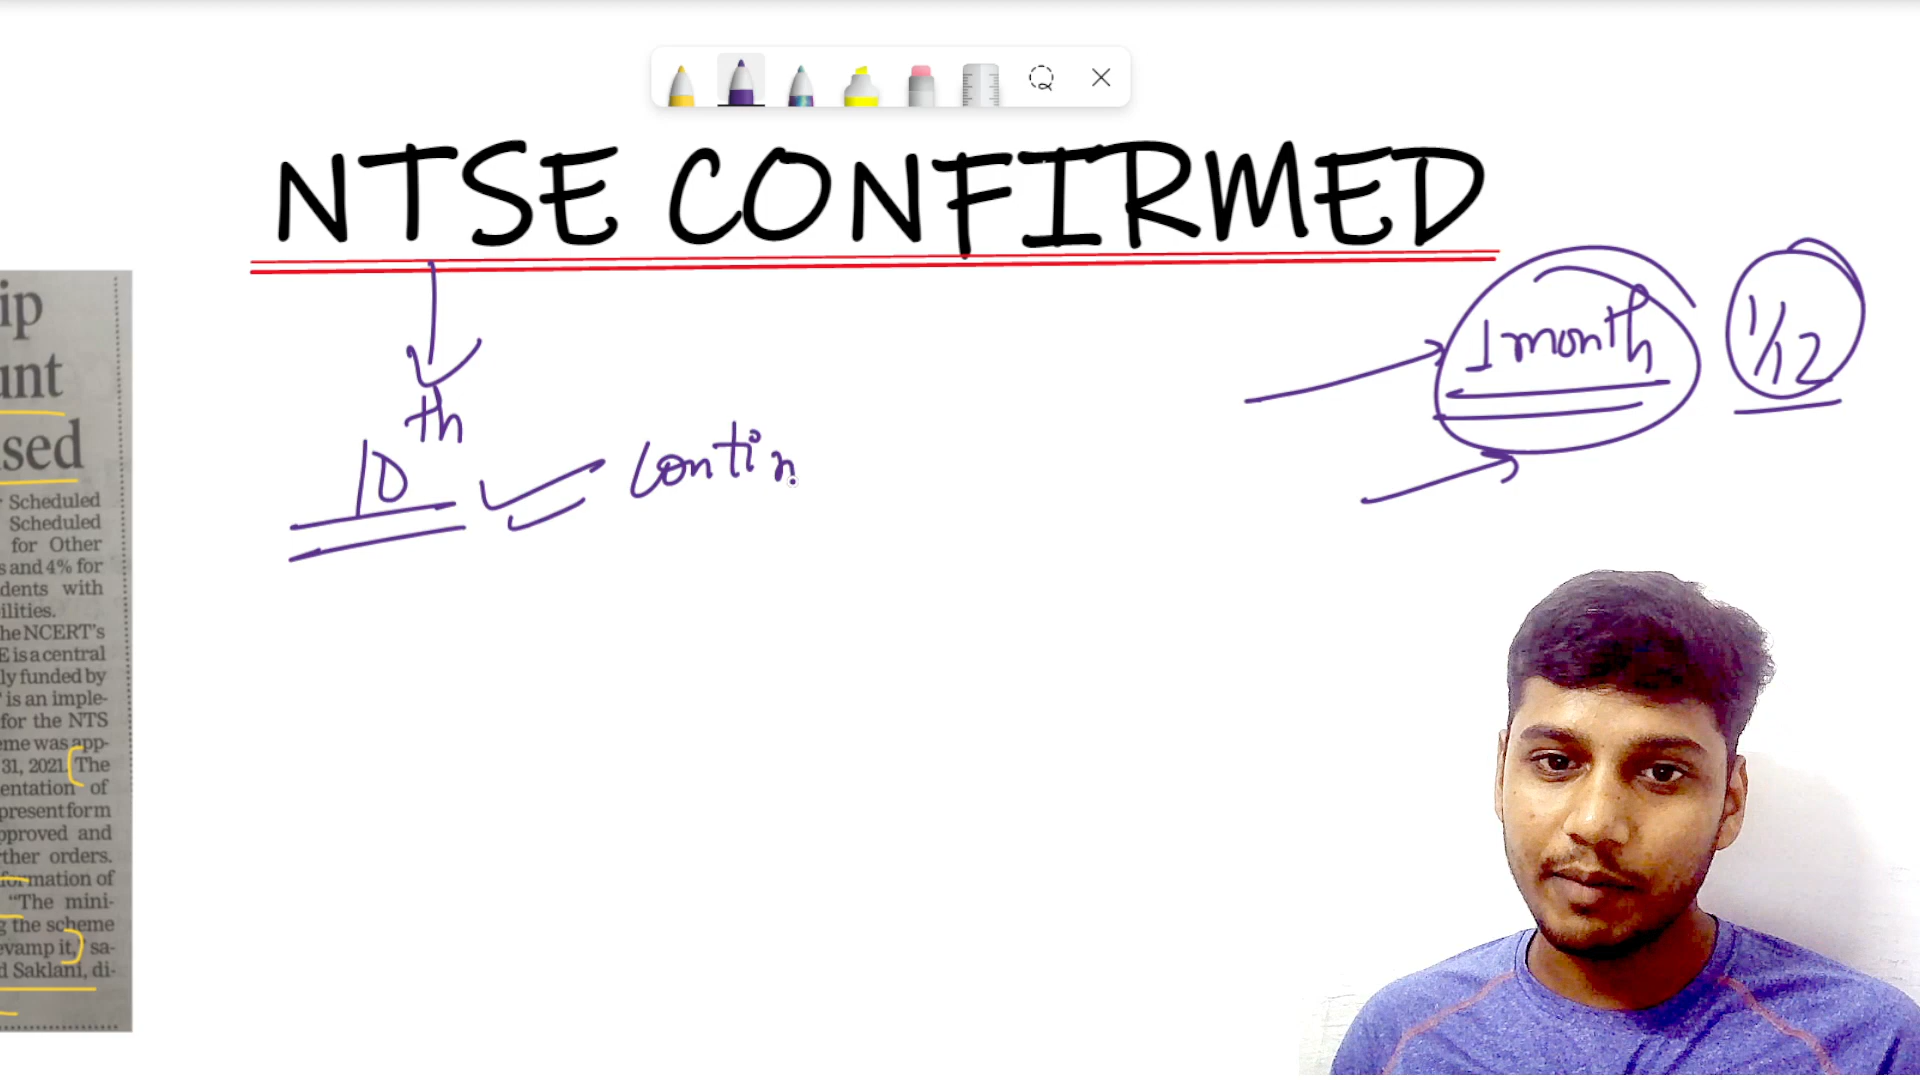 NTSE CONFIRMED
1 month
1/12
10th
contin
ip
unt
sed
Scheduled
Scheduled
for Other
s and 4% for
dents with
ilities.
he NCERT's
E is a central
ly funded by
' is an imple-
for the NTS
eme was app-
31, 2021. The
entation of
present form
pproved and
rther orders.
formation of
"The mini-
g the scheme
evamp it," sa-
d Saklani, di-